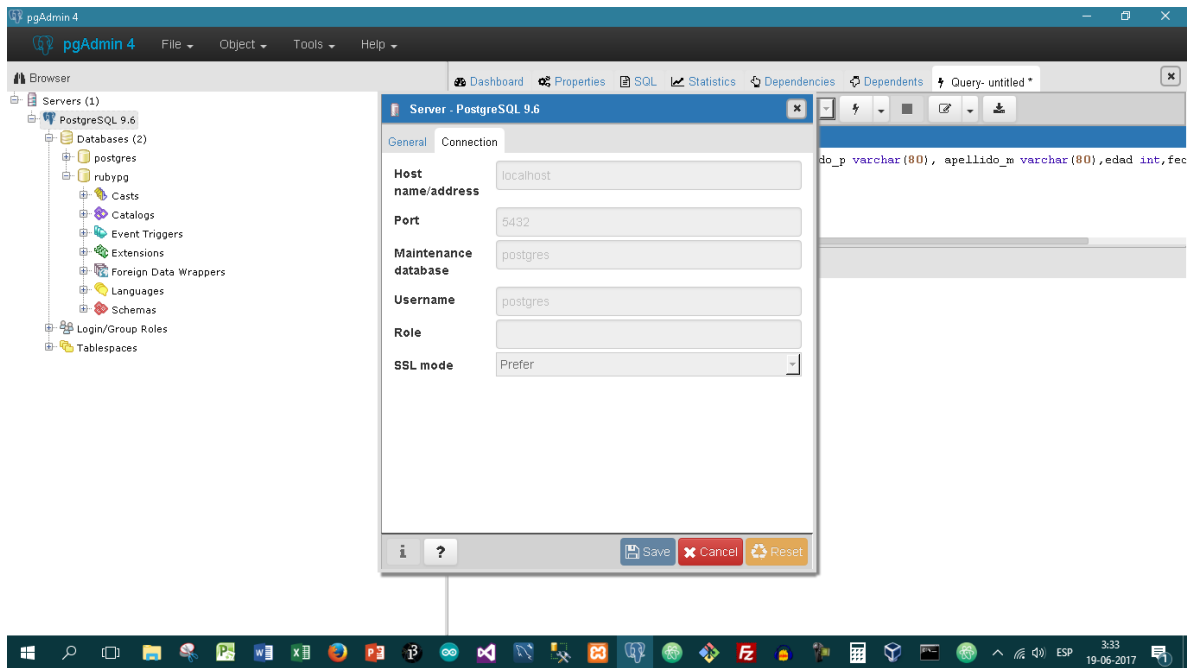 pgAdmin 4
pgAdmin 4 File Object Tools Help
Browser
Dashboard Properties SQL Statistics Dependencies Dependents Query- untitled *
Servers (1)
PostgreSQL 9.6
Databases (2)
postgres
rubypg
Casts
Catalogs
Event Triggers
Extensions
Foreign Data Wrappers
Languages
Schemas
Login/Group Roles
Tablespaces
Server - PostgreSQL 9.6
General Connection
Host name/address
localhost
Port
5432
Maintenance database
postgres
Username
postgres
Role
SSL mode
Prefer
i ? Save Cancel Reset
do_p varchar(80), apellido_m varchar(80),edad int,fec
ESP
3:33
19-06-2017